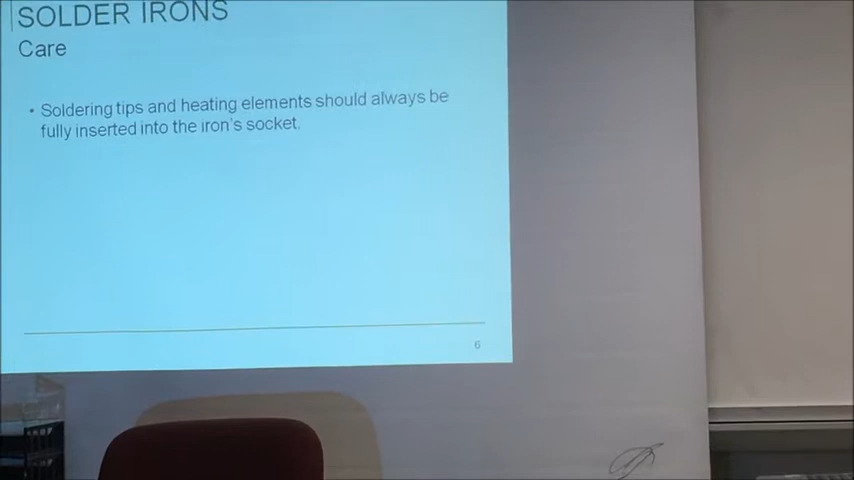 SOLDER IRONS
Care
• Soldering tips and heating elements should always be
fully inserted into the iron's socket.
6